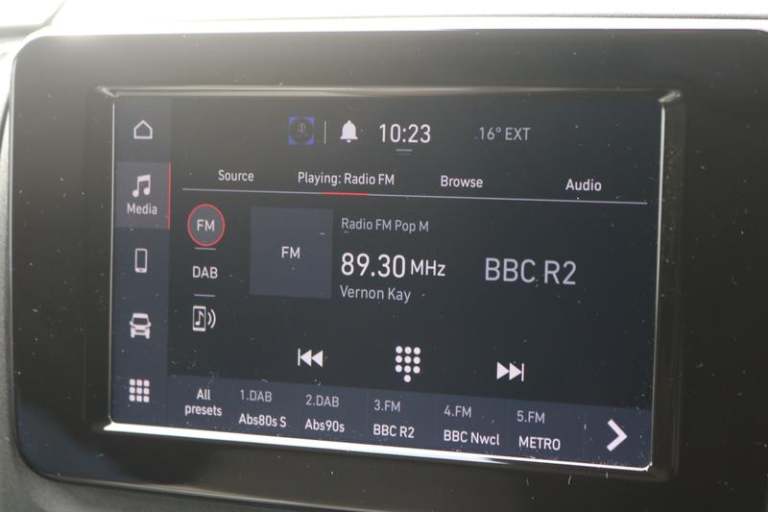 10:23
16° EXT
Source
Playing: Radio FM
Browse
Audio
Media
FM
DAB
FM
Radio FM Pop M
89.30 MHz
Vernon Kay
BBC R2
All presets
1.DAB
Abs80s S
2.DAB
Abs90s
3.FM
BBC R2
4.FM
BBC Nwcl
5.FM
METRO